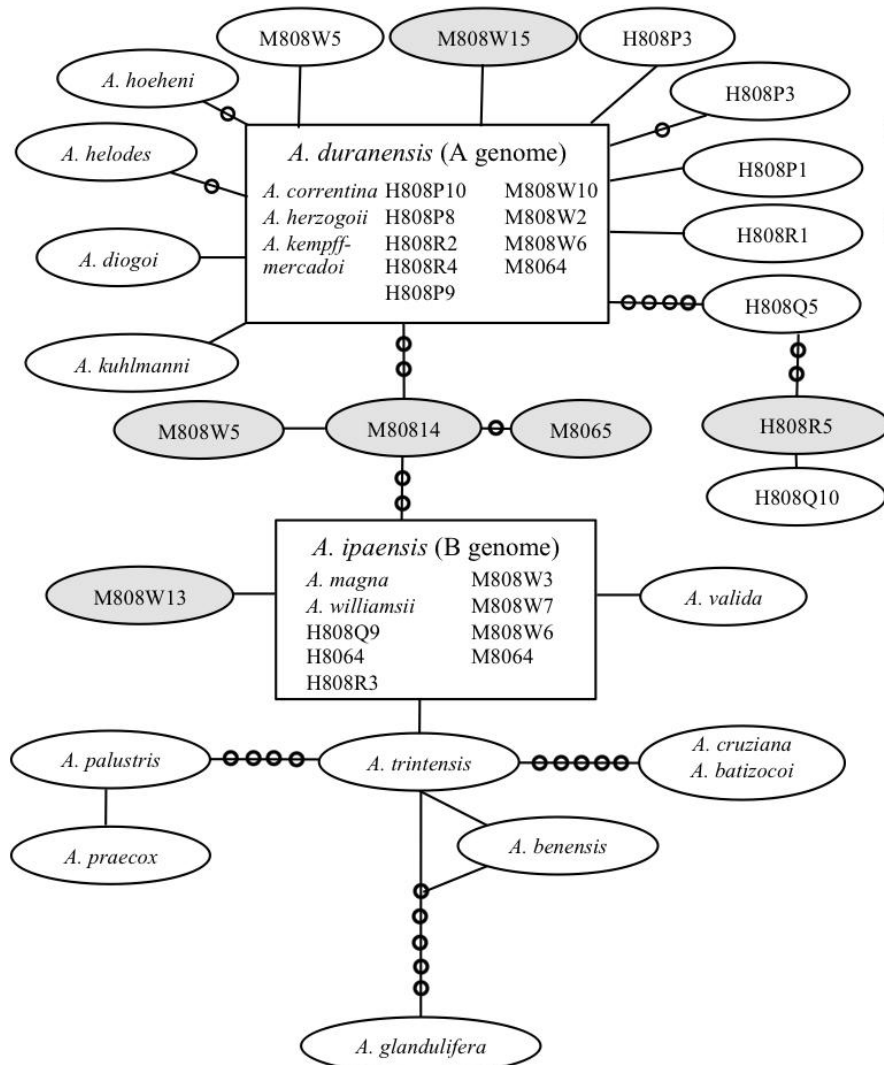 M808W5
M808W15
H808P3
A. hoeheni
H808P3
A. helodes
A. duranensis (A genome)
A. correntina H808P10 M808W10
A. herzogoii H808P8 M808W2
A. kempff- H808R2 M808W6
mercadoi H808R4 M8064
H808P9
H808P1
H808R1
A. diogoi
H808Q5
A. kuhlmanni
M808W5
M80814
M8065
H808R5
H808Q10
A. ipaensis (B genome)
A. magna M808W3
A. williamsii M808W7
H808Q9 M808W6
H8064 M8064
H808R3
M808W13
A. valida
A. palustris
A. trintensis
A. cruziana
A. batizocoi
A. praecox
A. benensis
A. glandulifera